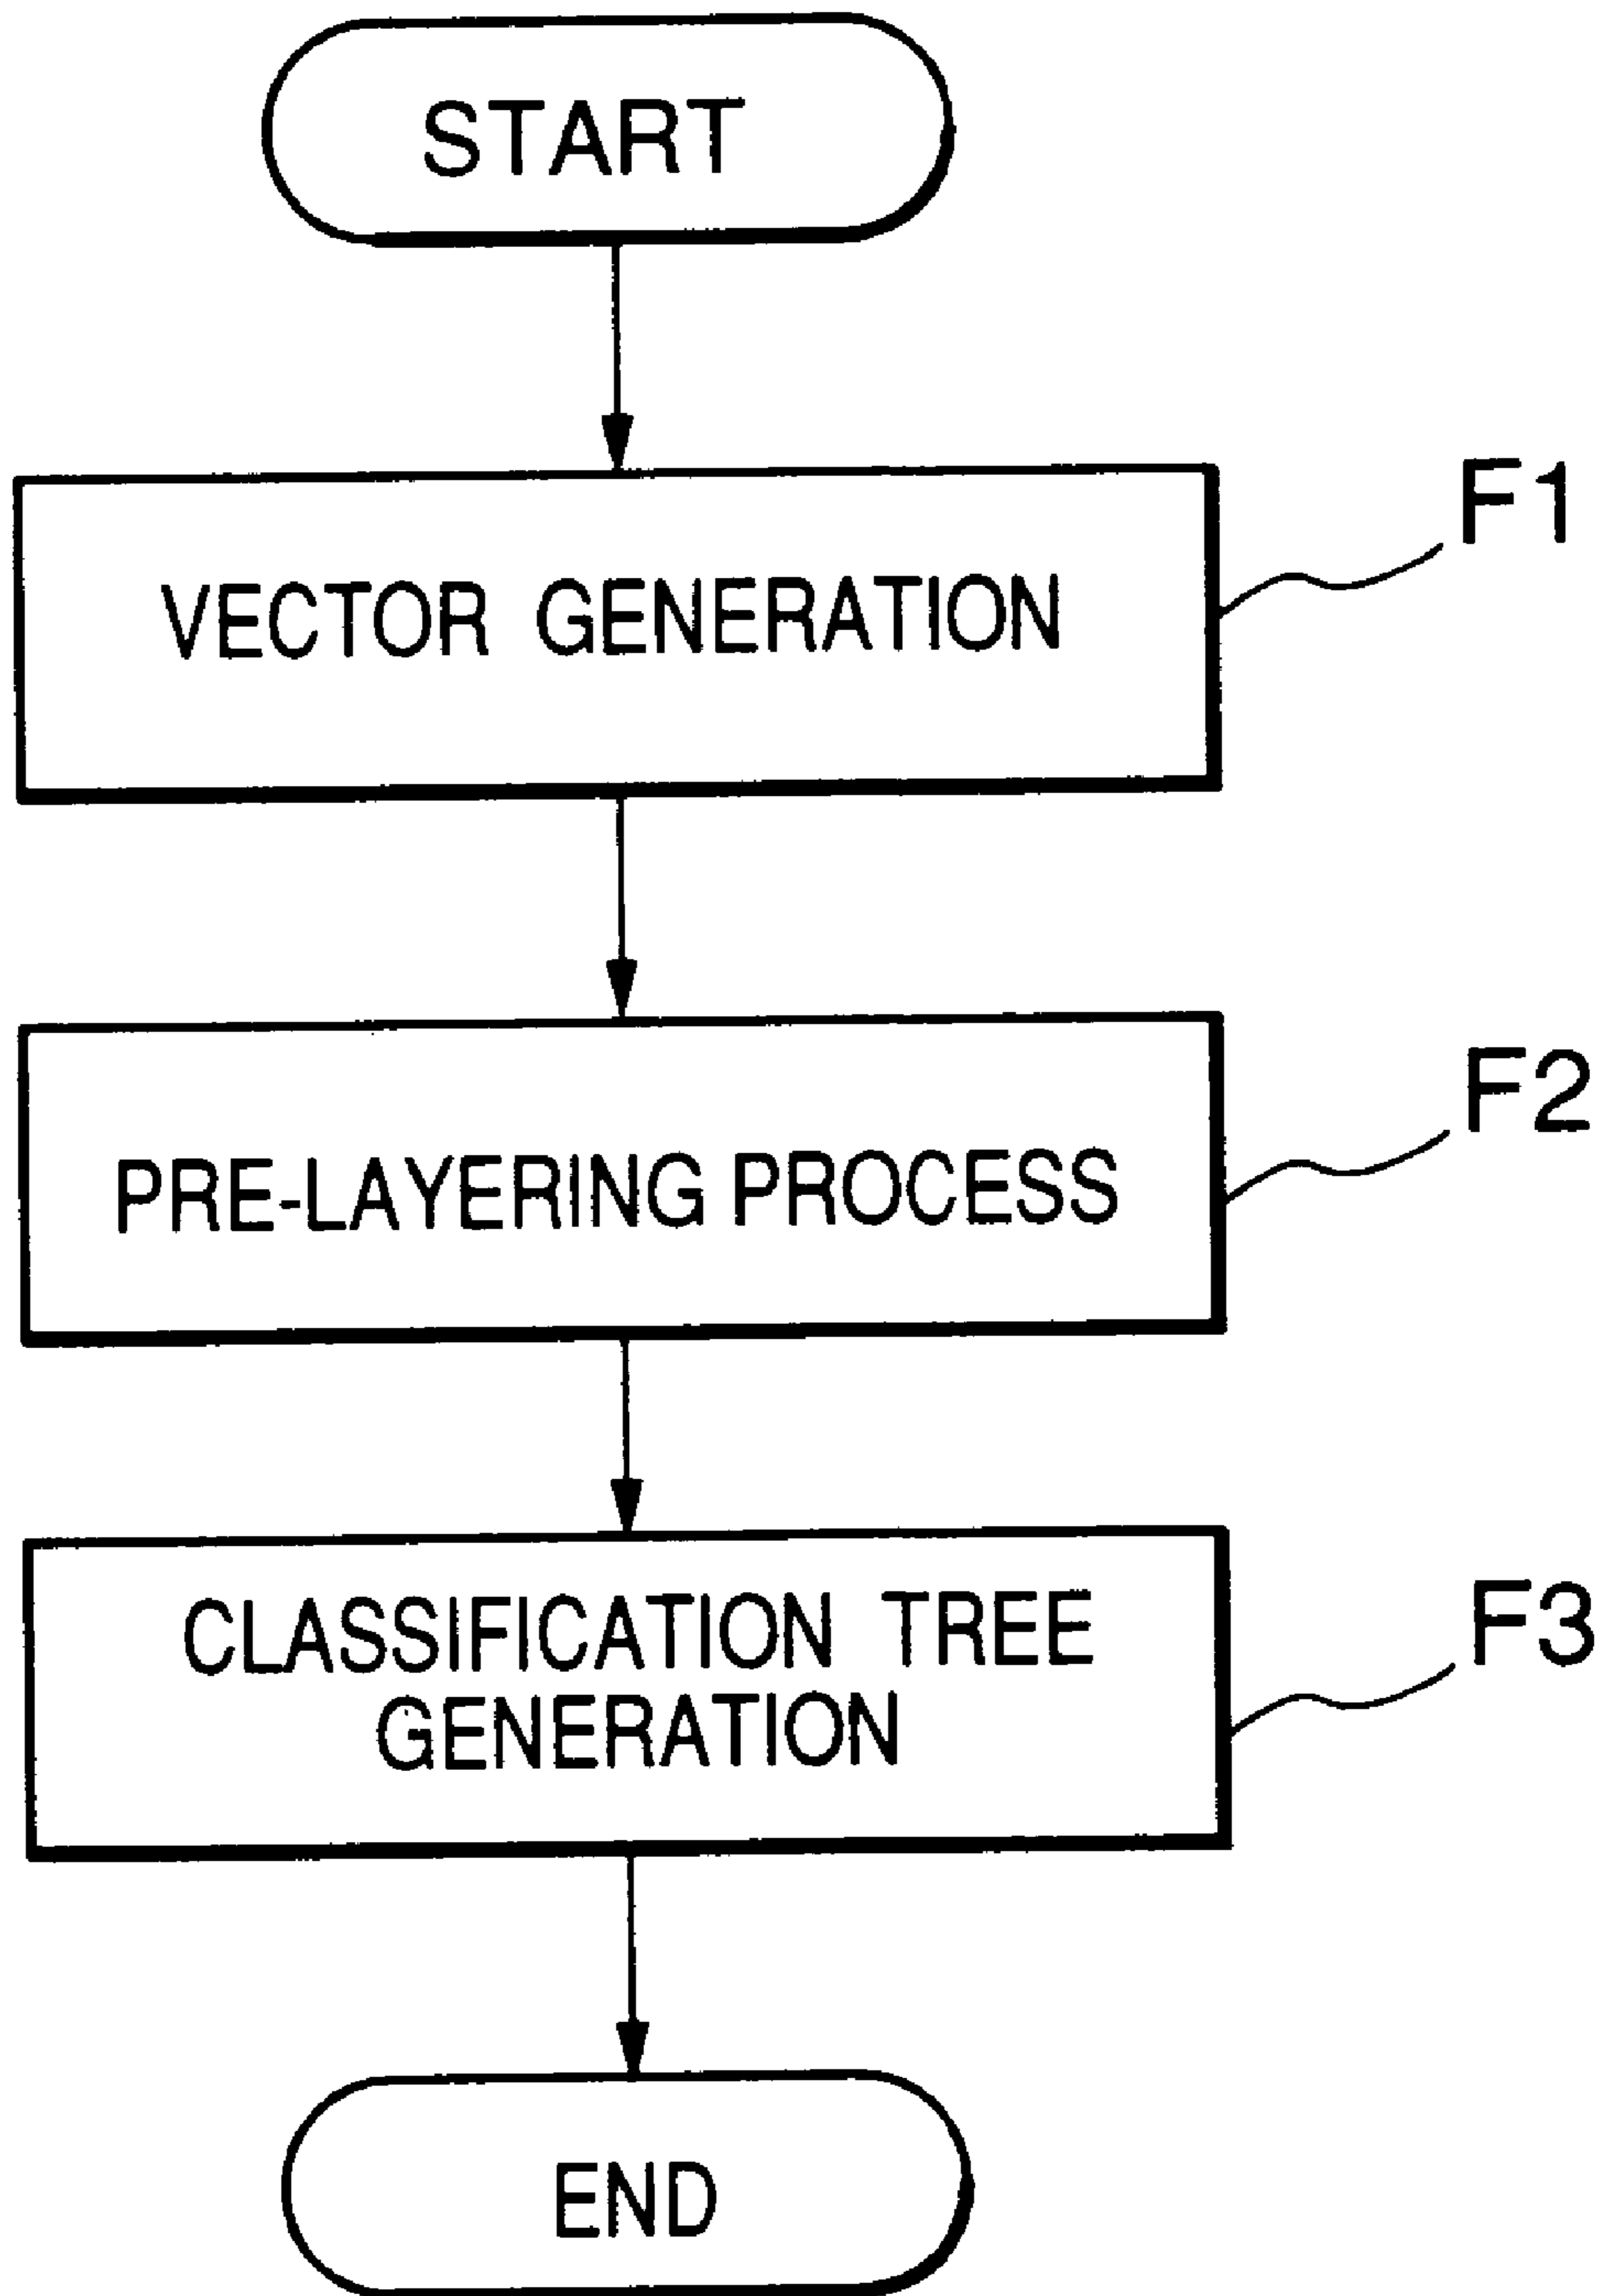 START
F1
VECTOR GENERATION
F2
PRE-LAYERING PROCESS
F3
CLASSIFICATION TREE
GENERATION
END